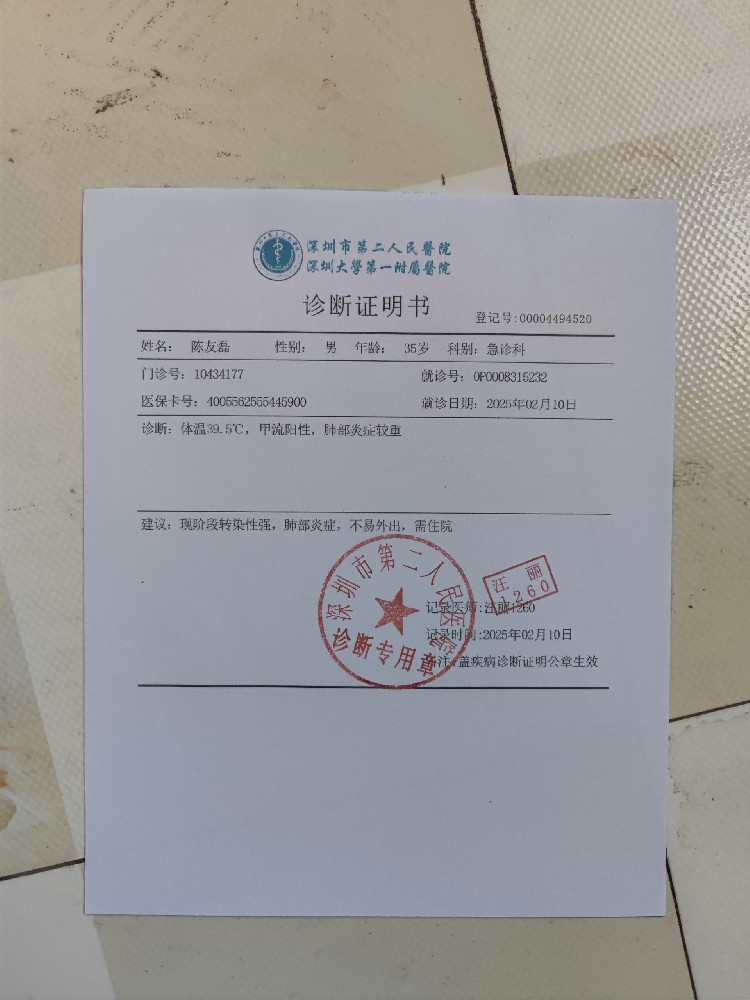 深圳市第二人民醫院
深圳大學第一附屬醫院
诊断证明书
登记号:00004494520
姓名: 陈友磊 性别: 男 年龄: 35岁 科别: 急诊科
门诊号: 10434177 就诊号: 0P0008315232
医保卡号: 4005562555445900 就诊日期: 2025年02月10日
诊断: 体温39.5℃, 甲流阳性, 肺部炎症较重
建议: 现阶段转染性强, 肺部炎症, 不易外出, 需住院
深圳市第二人民医院
诊断专用章
汪丽
1260
记录医师:汪丽1260
记录时间:2025年02月10日
备注:盖疾病诊断证明公章生效